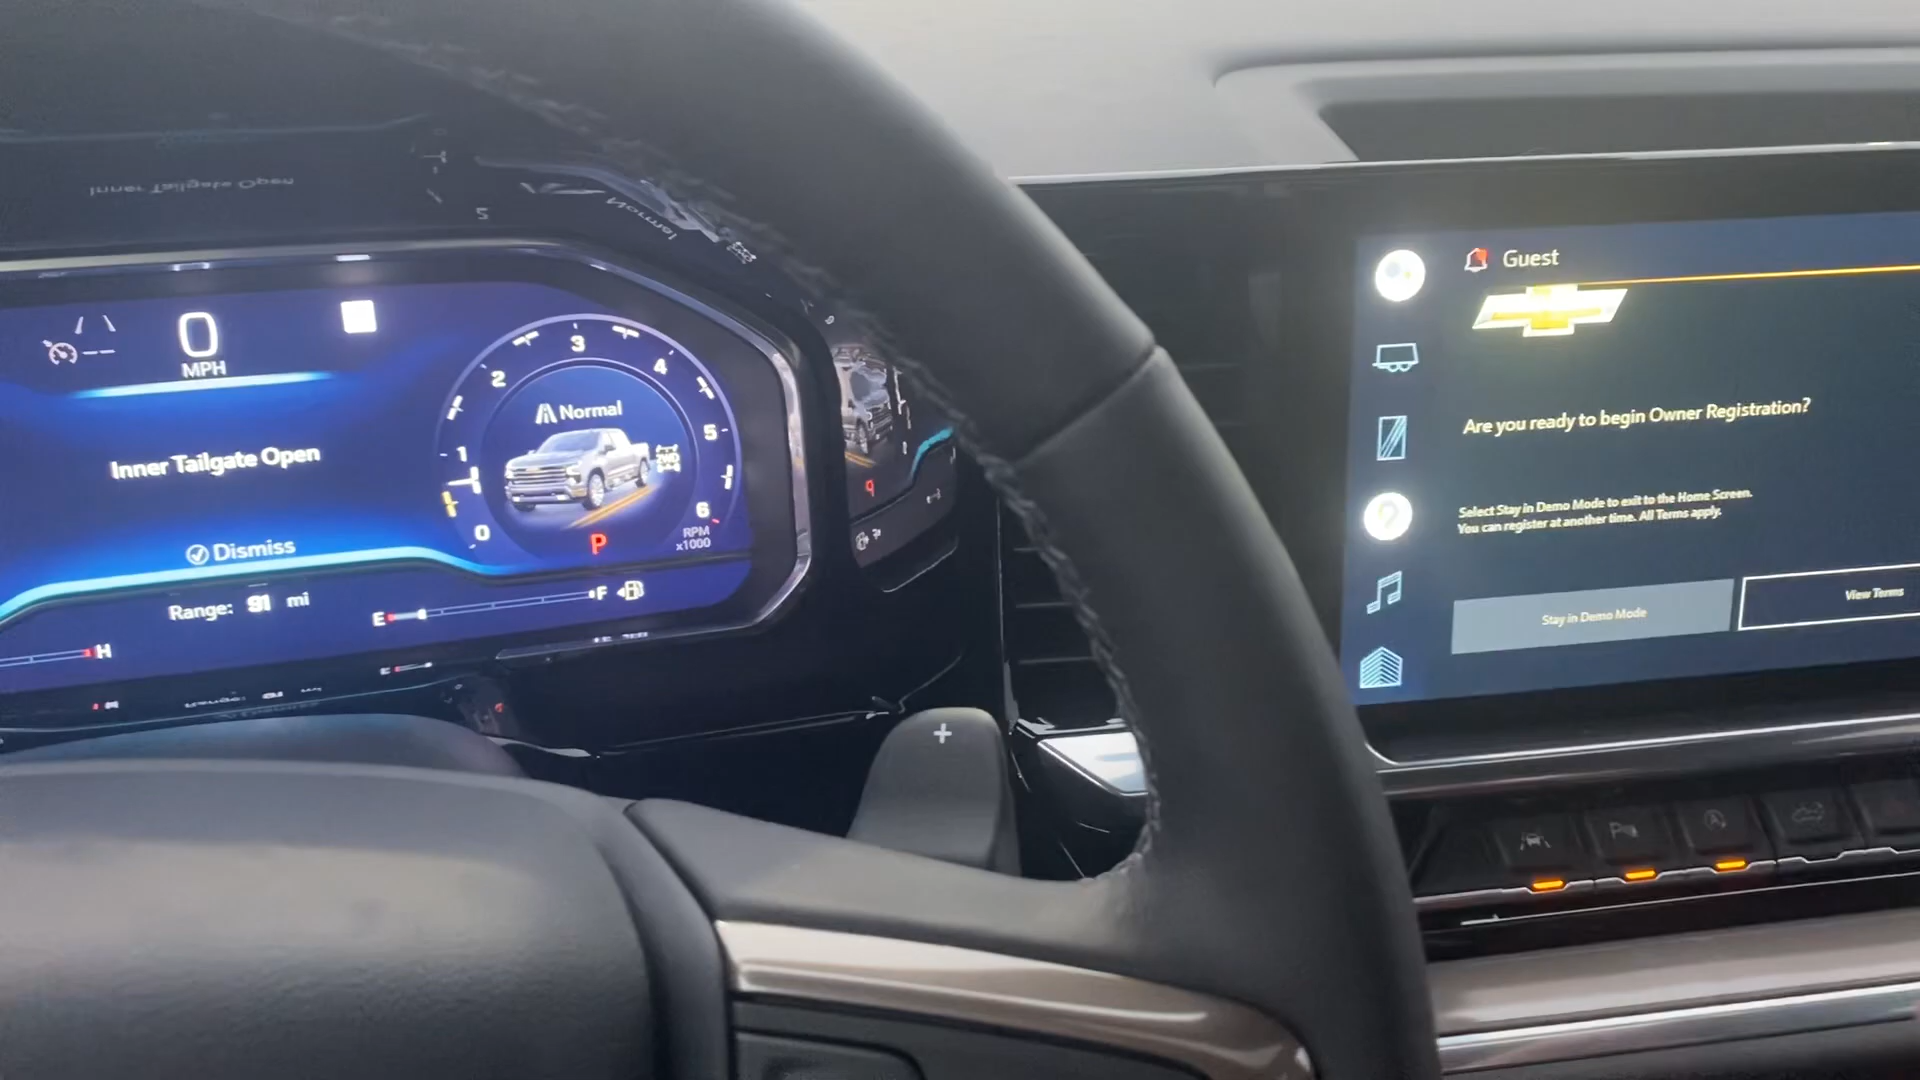 0
MPH
Inner Tailgate Open
Dismiss
Range: 91 mi
H
0
1
2
3
4
5
6
RPM
x1000
Normal
2WD
P
E
F
+
Guest
Are you ready to begin Owner Registration?
Select Stay in Demo Mode to exit to the Home Screen.
You can register at another time. All Terms apply.
Stay in Demo Mode
View Terms